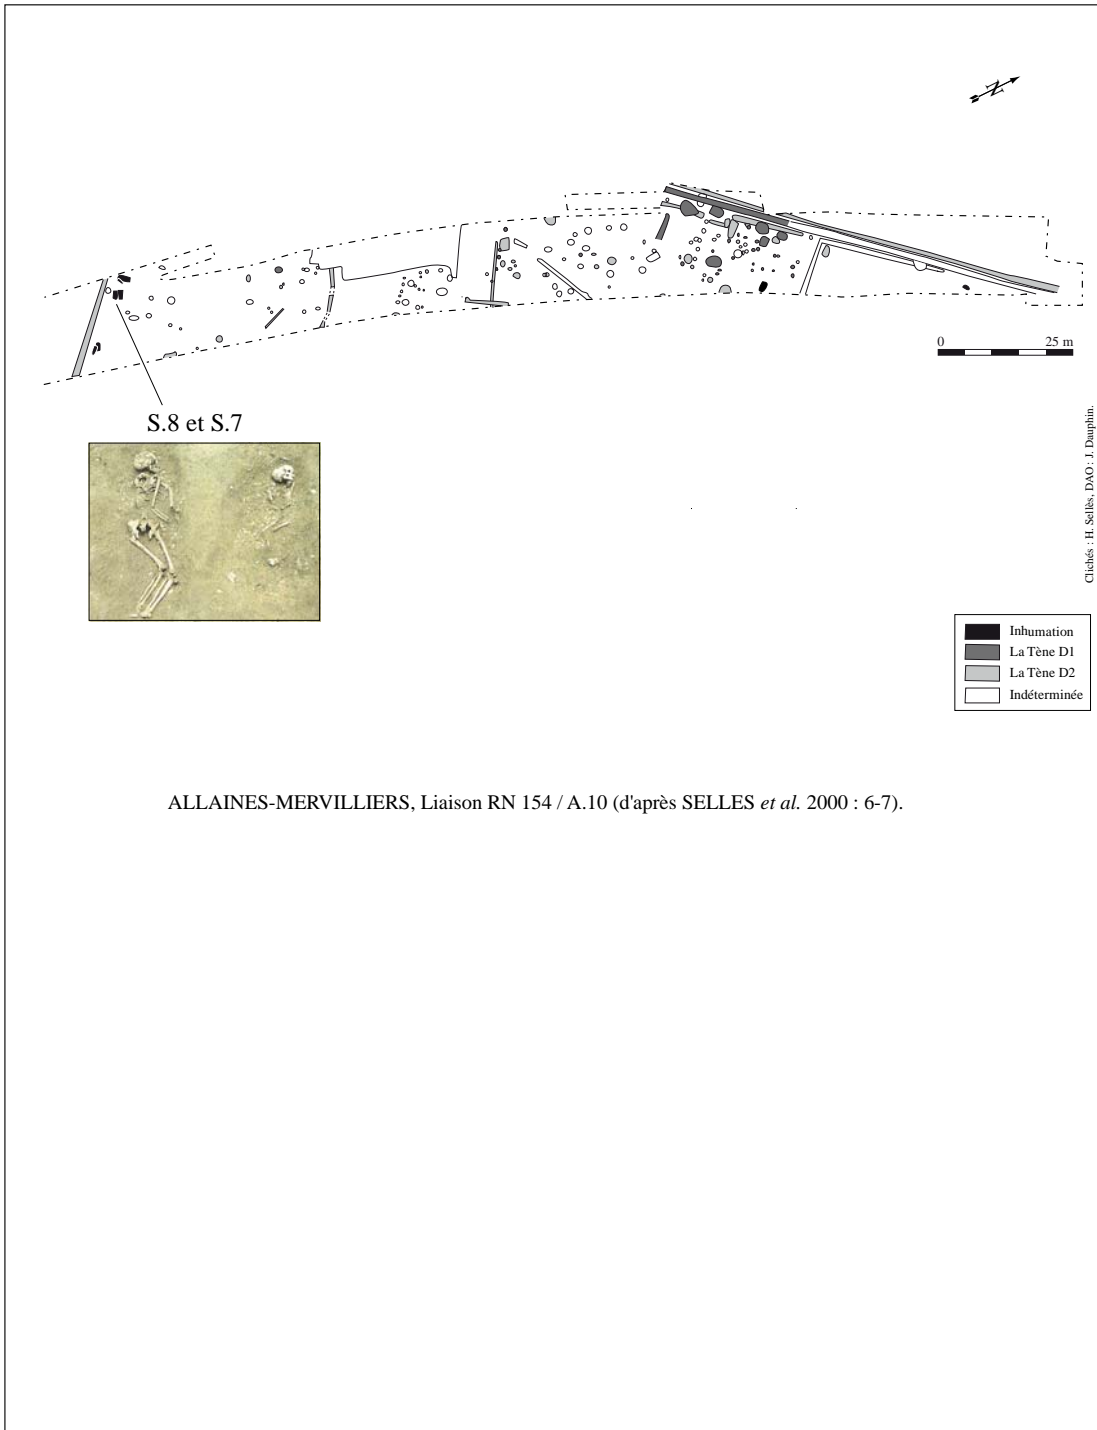 N
0 25 m
S.8 et S.7
Clichés : H. Sellès, DAO : J. Dauphin.
Inhumation
La Tène D1
La Tène D2
Indéterminée
ALLAINES-MERVILLIERS, Liaison RN 154 / A.10 (d'après SELLES et al. 2000 : 6-7).